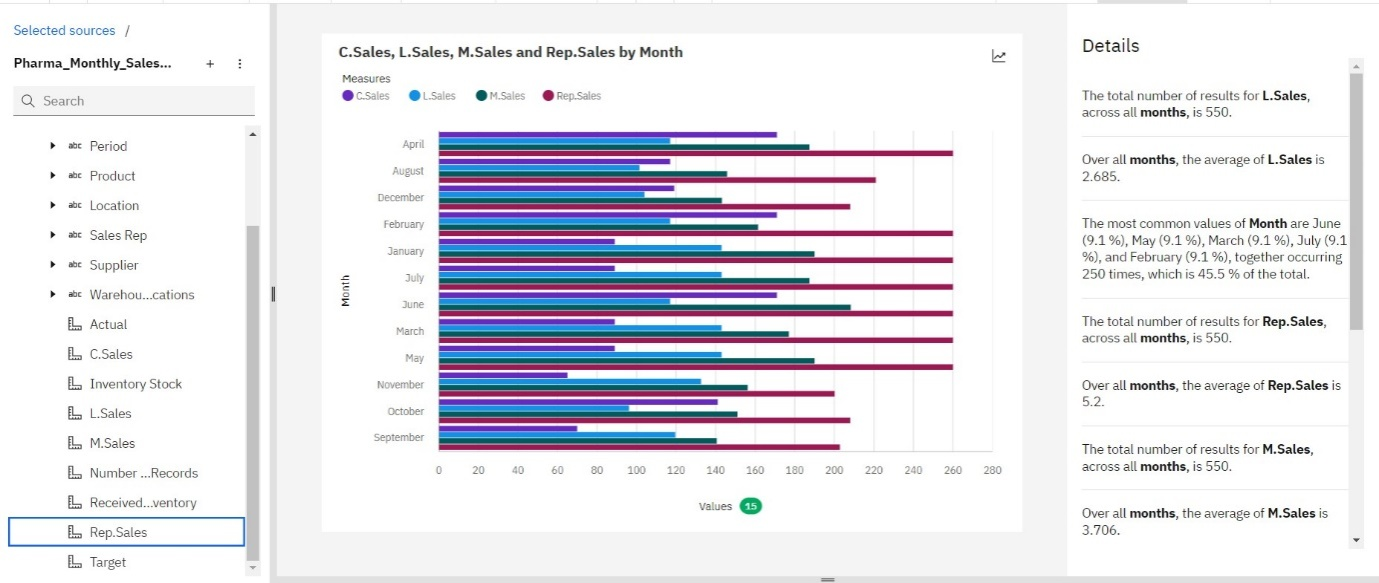 Selected sources /
Pharma_Monthly_Sales...
Search
abc Period
abc Product
abc Location
abc Sales Rep
abc Supplier
abc Warehou...cations
Actual
C.Sales
Inventory Stock
L.Sales
M.Sales
Number ...Records
Received...ventory
Rep.Sales
Target
C.Sales, L.Sales, M.Sales and Rep.Sales by Month
Measures
C.Sales L.Sales M.Sales Rep.Sales
Month
April
August
December
February
January
July
June
March
May
November
October
September
0 20 40 60 80 100 120 140 160 180 200 220 240 260 280
Values 15
Details
The total number of results for L.Sales,
across all months, is 550.
Over all months, the average of L.Sales is
2.685.
The most common values of Month are June
(9.1 %), May (9.1 %), March (9.1 %), July (9.1
%), and February (9.1 %), together occurring
250 times, which is 45.5 % of the total.
The total number of results for Rep.Sales,
across all months, is 550.
Over all months, the average of Rep.Sales is
5.2.
The total number of results for M.Sales,
across all months, is 550.
Over all months, the average of M.Sales is
3.706.